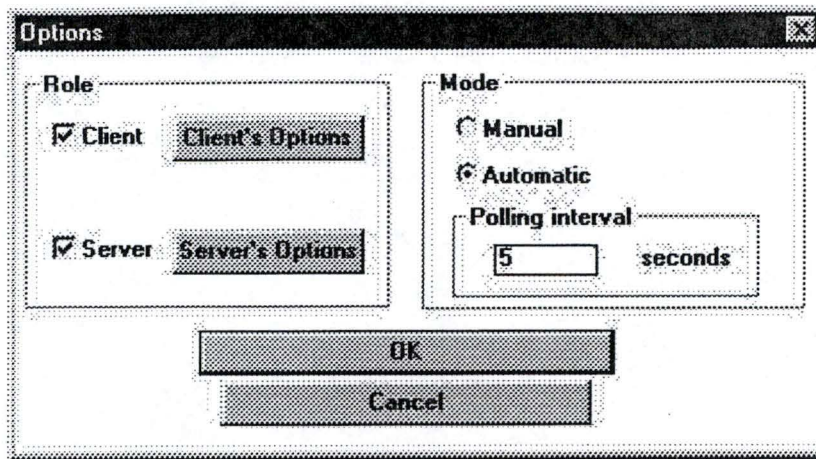 Options
Role
Client
Client's Options
Server
Server's Options
Mode
Manual
Automatic
Polling interval
5
seconds
OK
Cancel